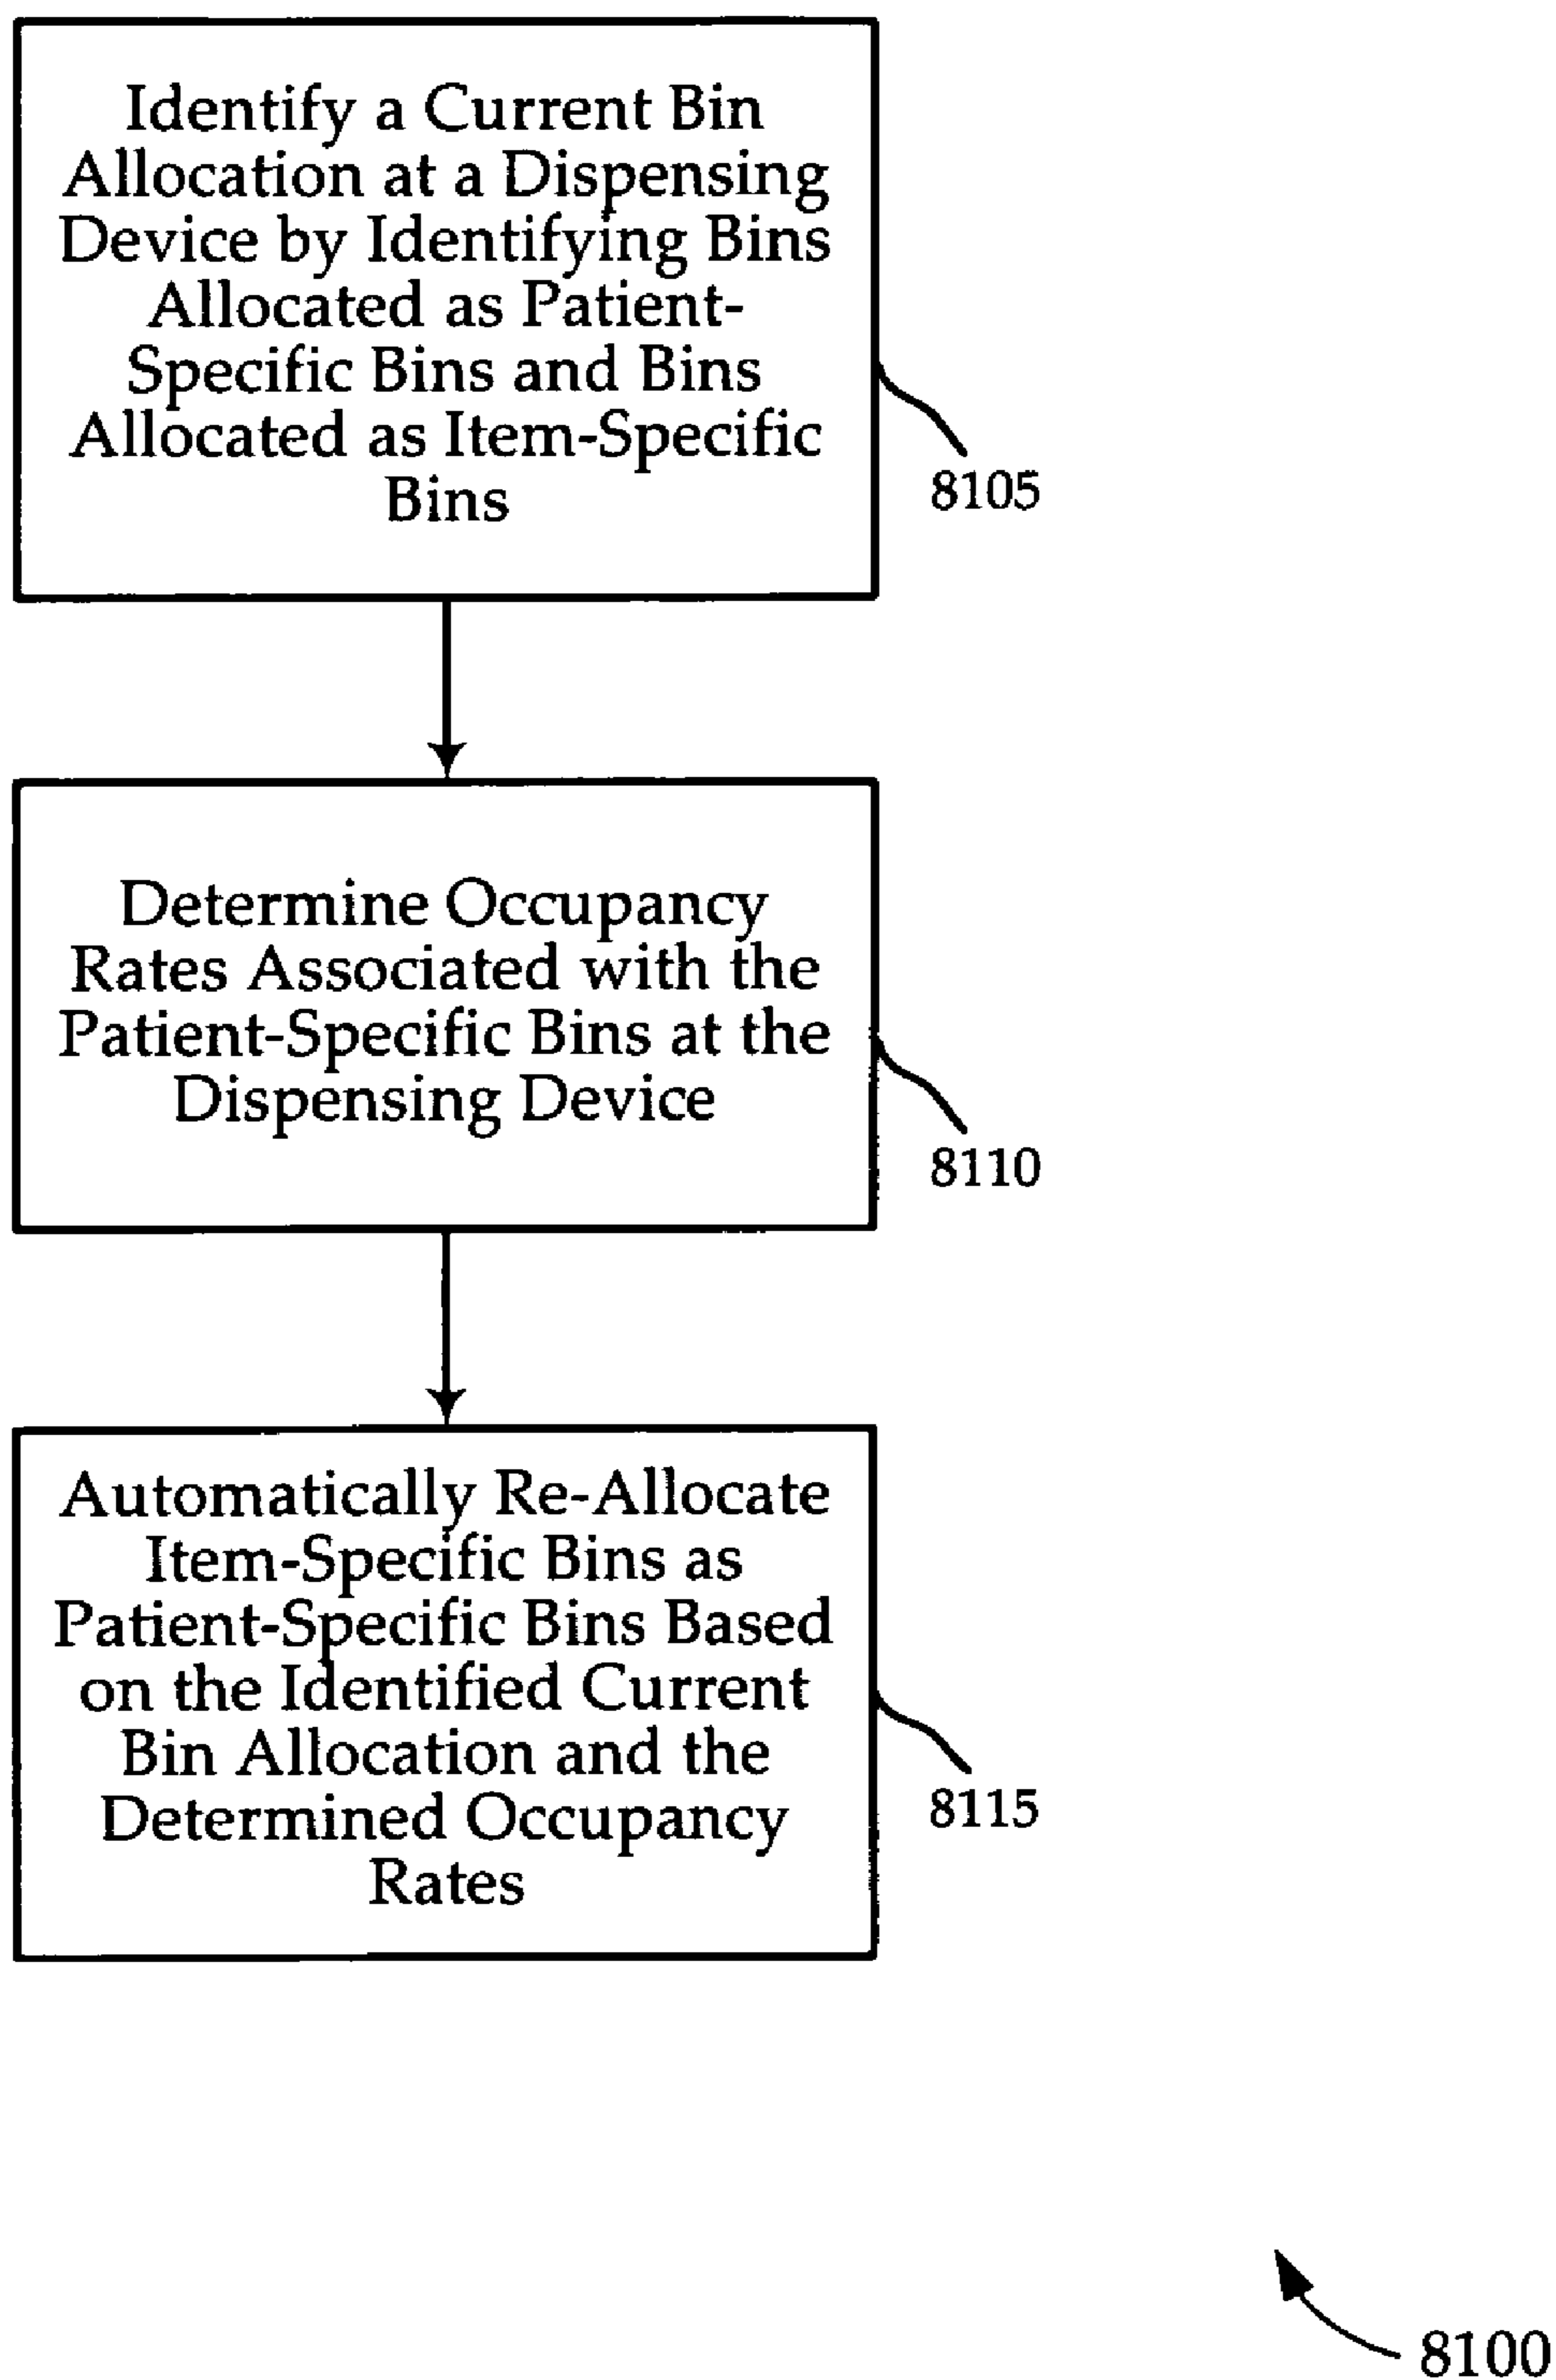 Identify a Current Bin
Allocation at a Dispensing
Device by Identifying Bins
Allocated as Patient-
Specific Bins and Bins
Allocated as Item-Specific
Bins
8105
Determine Occupancy
Rates Associated with the
Patient-Specific Bins at the
Dispensing Device
8110
Automatically Re-Allocate
Item-Specific Bins as
Patient-Specific Bins Based
on the Identified Current
Bin Allocation and the
Determined Occupancy
Rates
8115
8100